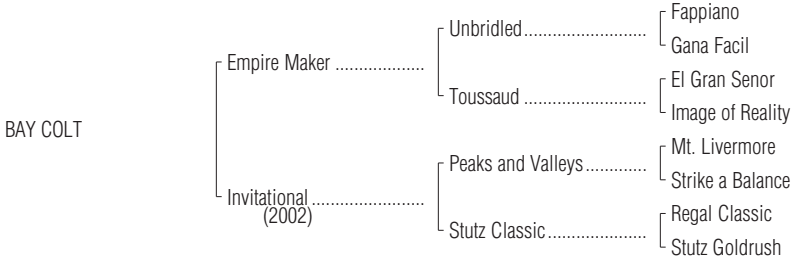 Fappiano
Unbridled..........................
Gana Facil
Empire Maker ...................
El Gran Senor
Toussaud ..........................
Image of Reality
BAY COLT
Mt. Livermore
Peaks and Valleys.............
Strike a Balance
Invitational........................
(2002)
Regal Classic
Stutz Classic.....................
Stutz Goldrush